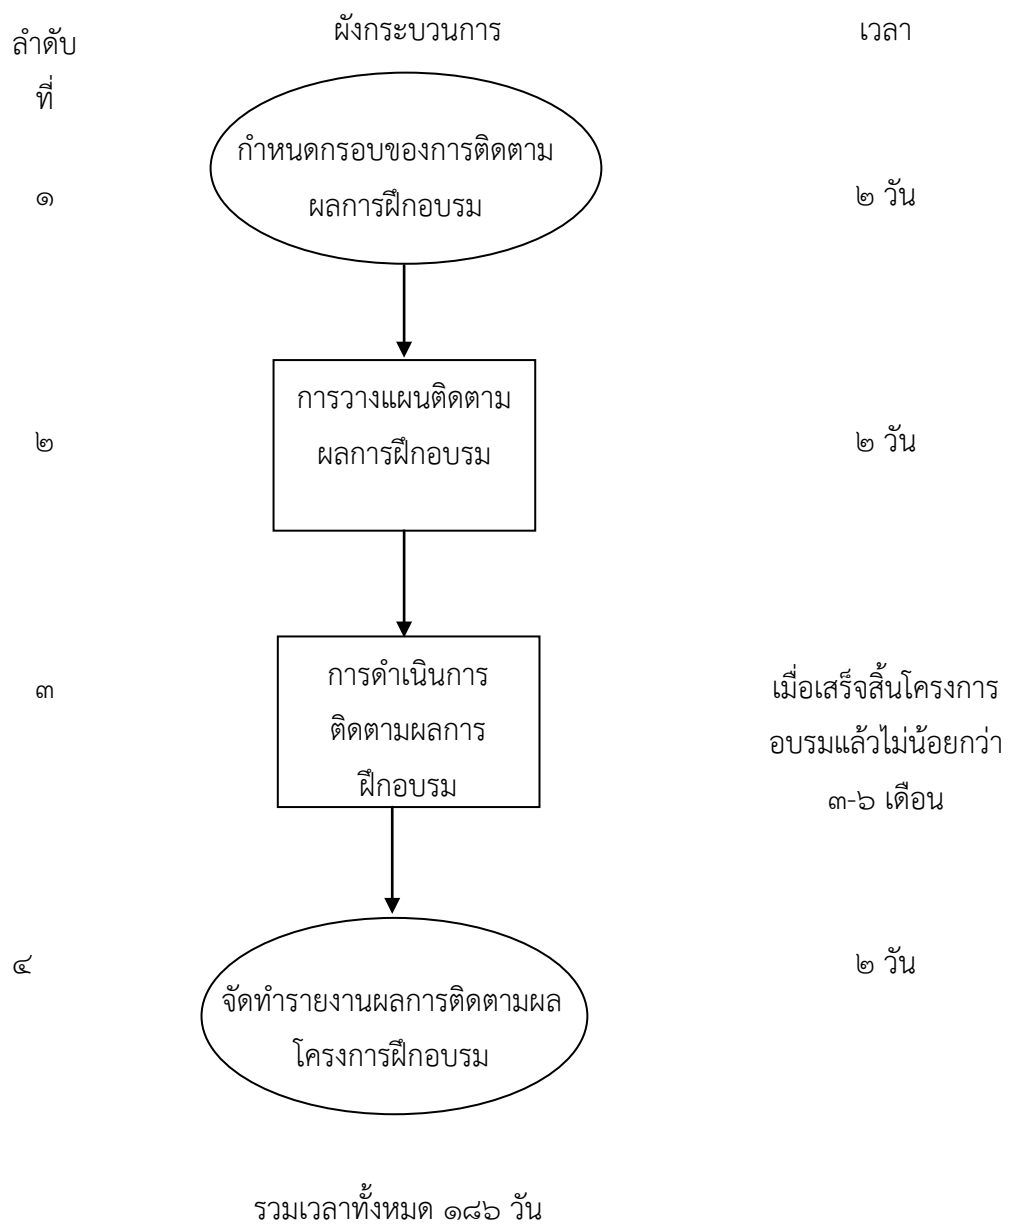 ลำดับ
ที่
ผังกระบวนการ
เวลา
๑
กำหนดกรอบของการติดตาม
ผลการฝึกอบรม
๒ วัน
๒
การวางแผนติดตาม
ผลการฝึกอบรม
๒ วัน
๓
การดำเนินการ
ติดตามผลการ
ฝึกอบรม
เมื่อเสร็จสิ้นโครงการ
อบรมแล้วไม่น้อยกว่า
๓-๖ เดือน
๔
จัดทำรายงานผลการติดตามผล
โครงการฝึกอบรม
๒ วัน
รวมเวลาทั้งหมด ๑๘๖ วัน